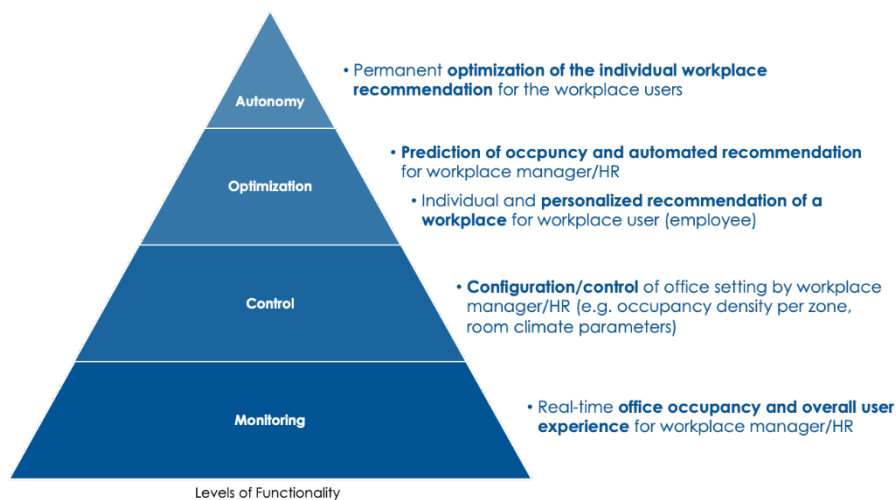 Autonomy
• Permanent optimization of the individual workplace
recommendation for the workplace users
Optimization
• Prediction of occpuncy and automated recommendation
for workplace manager/HR
• Individual and personalized recommendation of a
workplace for workplace user (employee)
Control
• Configuration/control of office setting by workplace
manager/HR (e.g. occupancy density per zone,
room climate parameters)
Monitoring
• Real-time office occupancy and overall user
experience for workplace manager/HR
Levels of Functionality